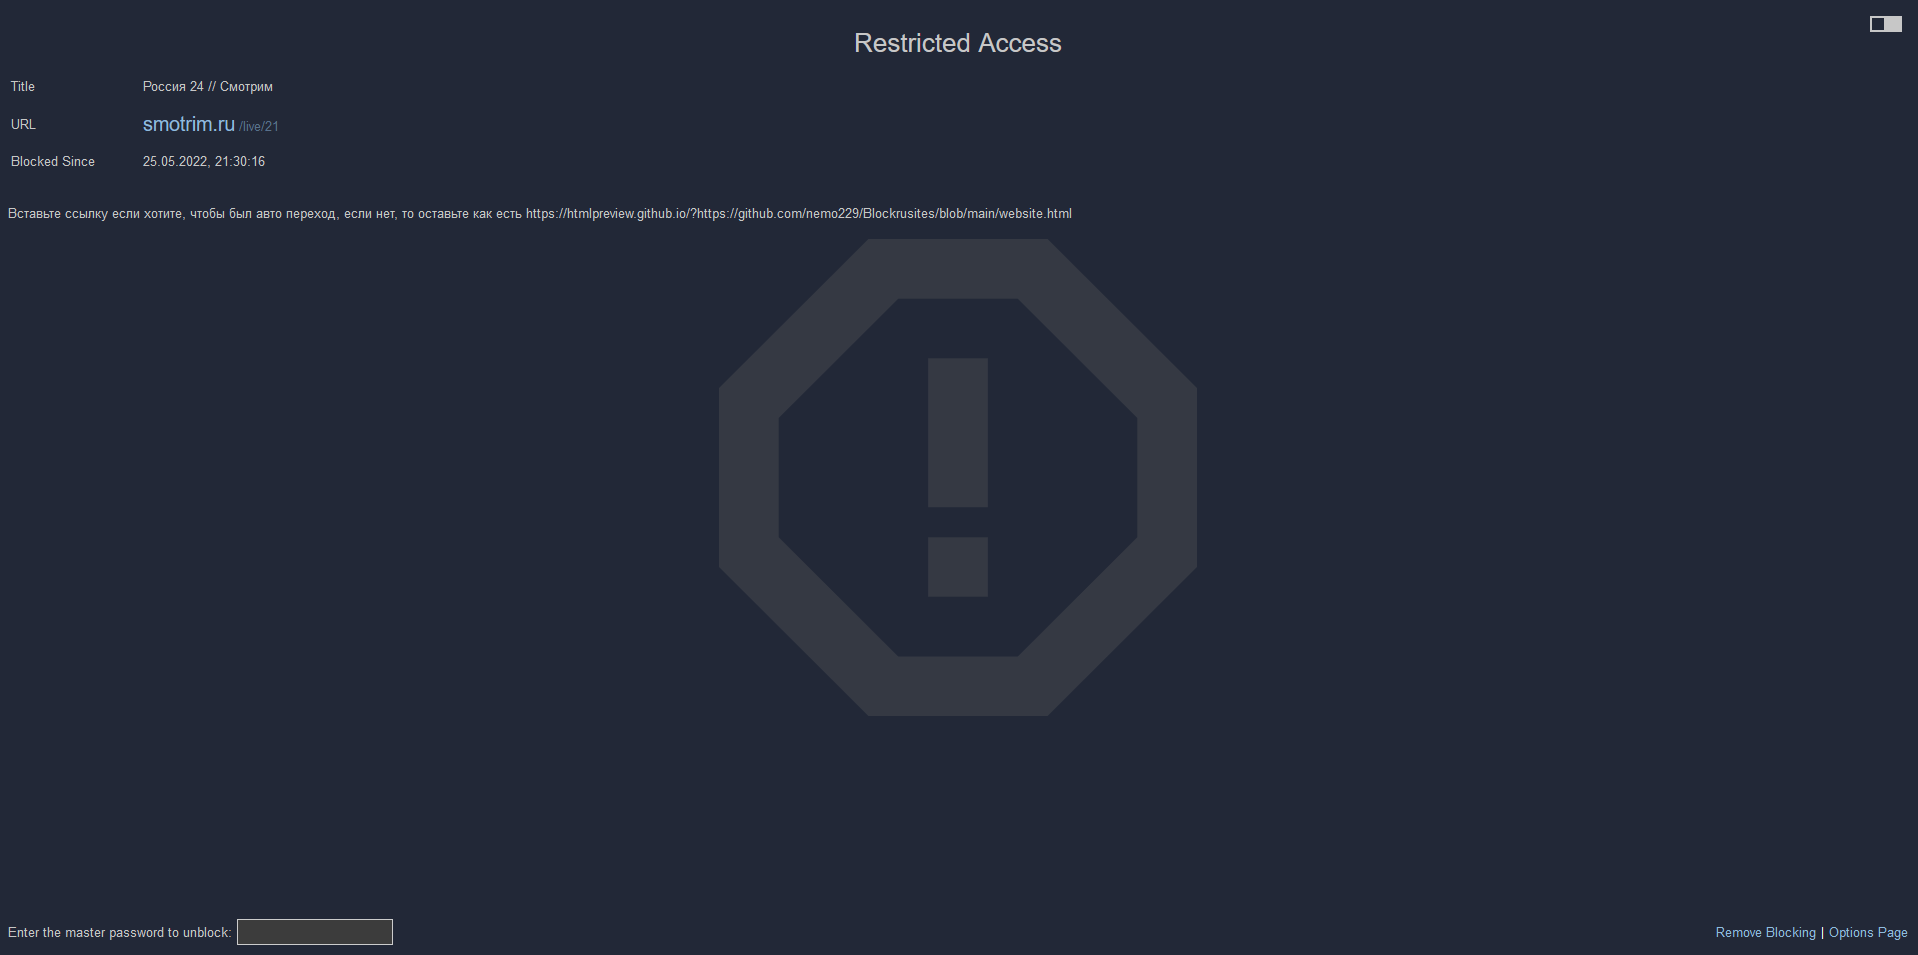 Restricted Access
Title Россия 24 // Смотрим
URL smotrim.ru /live/21
Blocked Since 25.05.2022, 21:30:16
Вставьте ссылку если хотите, чтобы был авто переход, если нет, то оставьте как есть https://htmlpreview.github.io/?https://github.com/nemo229/Blockrusites/blob/main/website.html
Enter the master password to unblock:
Remove Blocking | Options Page